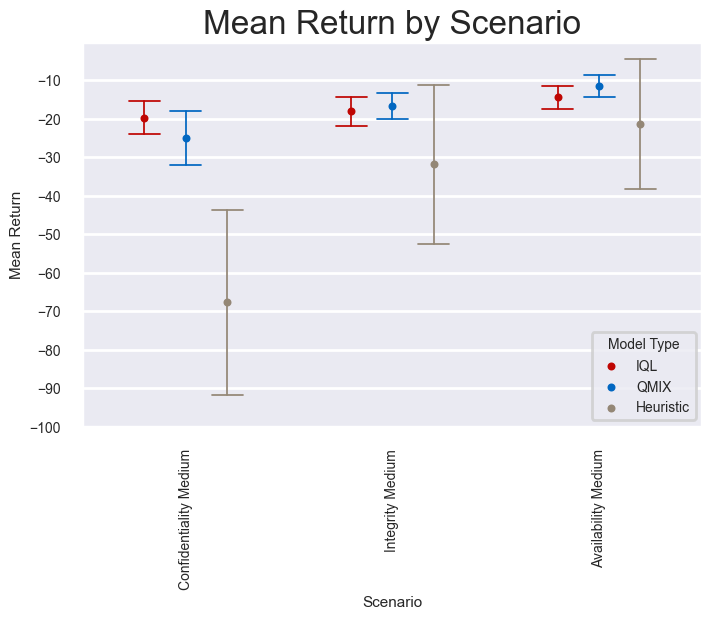 Mean Return by Scenario
Mean Return
−10
−20
−30
−40
−50
−60
−70
−80
−90
−100
Model Type
IQL
QMIX
Heuristic
Confidentiality Medium
Integrity Medium
Availability Medium
Scenario